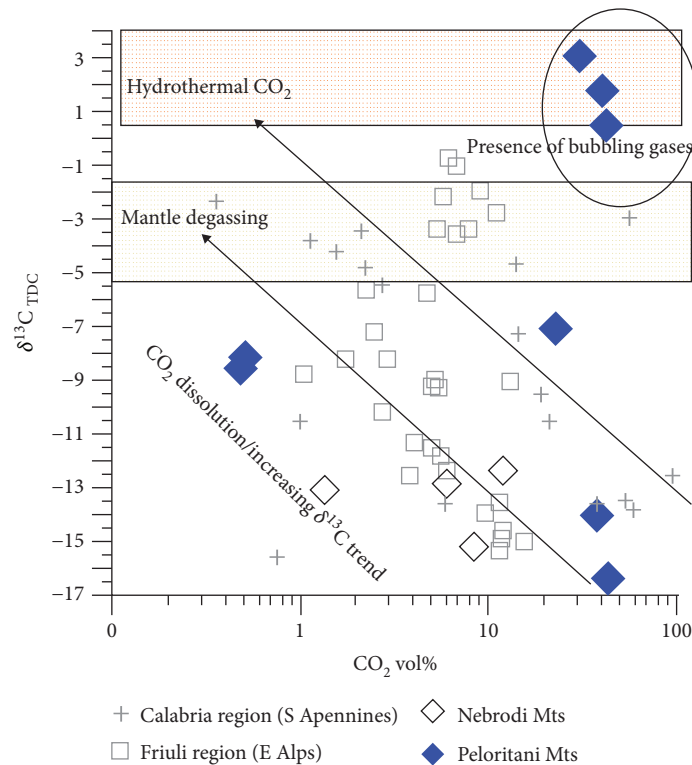 3
1
−1
−3
−5
−7
−9
−11
−13
−15
−17
δ¹³C TDC
Hydrothermal CO₂
Presence of bubbling gases
Mantle degassing
CO₂ dissolution/increasing δ¹³C trend
0
1
10
100
CO₂ vol%
Calabria region (S Apennines)
Nebrodi Mts
Friuli region (E Alps)
Peloritani Mts